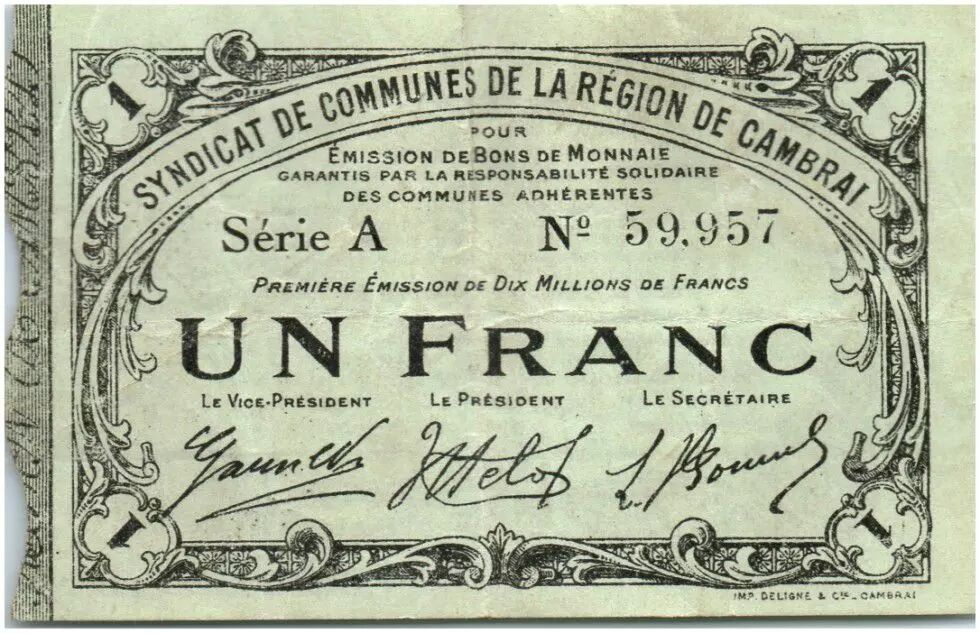 1 1
SYNDICAT DE COMMUNES DE LA RÉGION DE CAMBRAI
POUR
ÉMISSION DE BONS DE MONNAIE
GARANTIS PAR LA RESPONSABILITÉ SOLIDAIRE
DES COMMUNES ADHÉRENTES
Série A Nº 59,957
PREMIÈRE ÉMISSION DE DIX MILLIONS DE FRANCS
UN FRANC
LE VICE-PRÉSIDENT LE PRÉSIDENT LE SECRÉTAIRE
1 1
IMP. DELIGNE & Cie_CAMBRAI